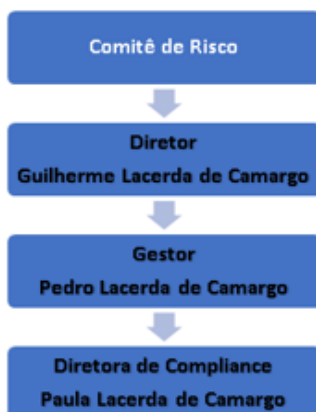 Comitê de Risco
Diretor
Guilherme Lacerda de Camargo
Gestor
Pedro Lacerda de Camargo
Diretora de Compliance
Paula Lacerda de Camargo